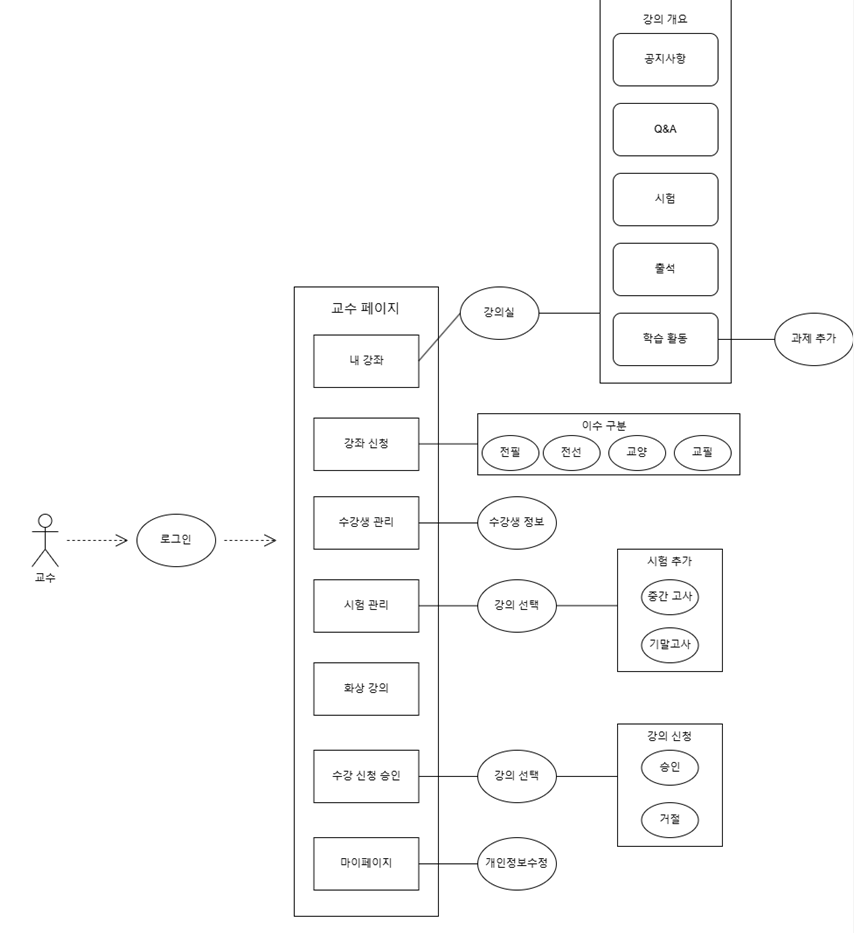 강의 개요
공지사항
Q&A
시험
출석
학습 활동
과제 추가
교수 페이지
강의실
내 강좌
강좌 신청
이수 구분
전필
전선
교양
교필
수강생 관리
수강생 정보
교수
로그인
시험 관리
강의 선택
시험 추가
중간 고사
기말고사
화상 강의
수강 신청 승인
강의 선택
강의 신청
승인
거절
마이페이지
개인정보수정